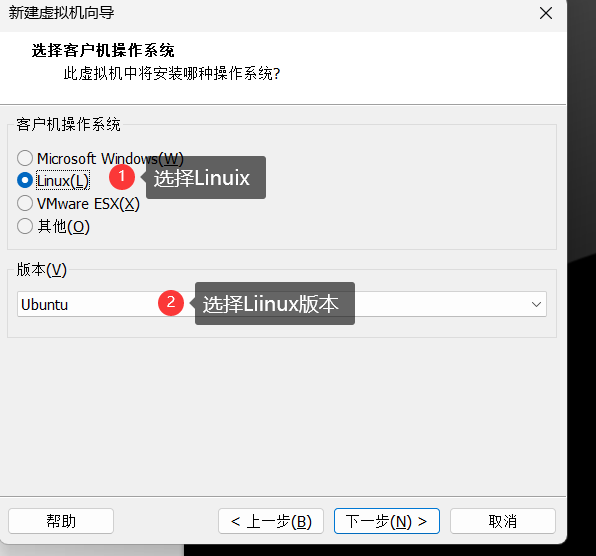 新建虚拟机向导
选择客户机操作系统
此虚拟机中将安装哪种操作系统?
客户机操作系统
Microsoft Windows(W)
Linux(L)
1
选择Linuix
VMware ESX(X)
其他(O)
版本(V)
Ubuntu
2
选择Liinux版本
帮助
< 上一步(B)
下一步(N) >
取消